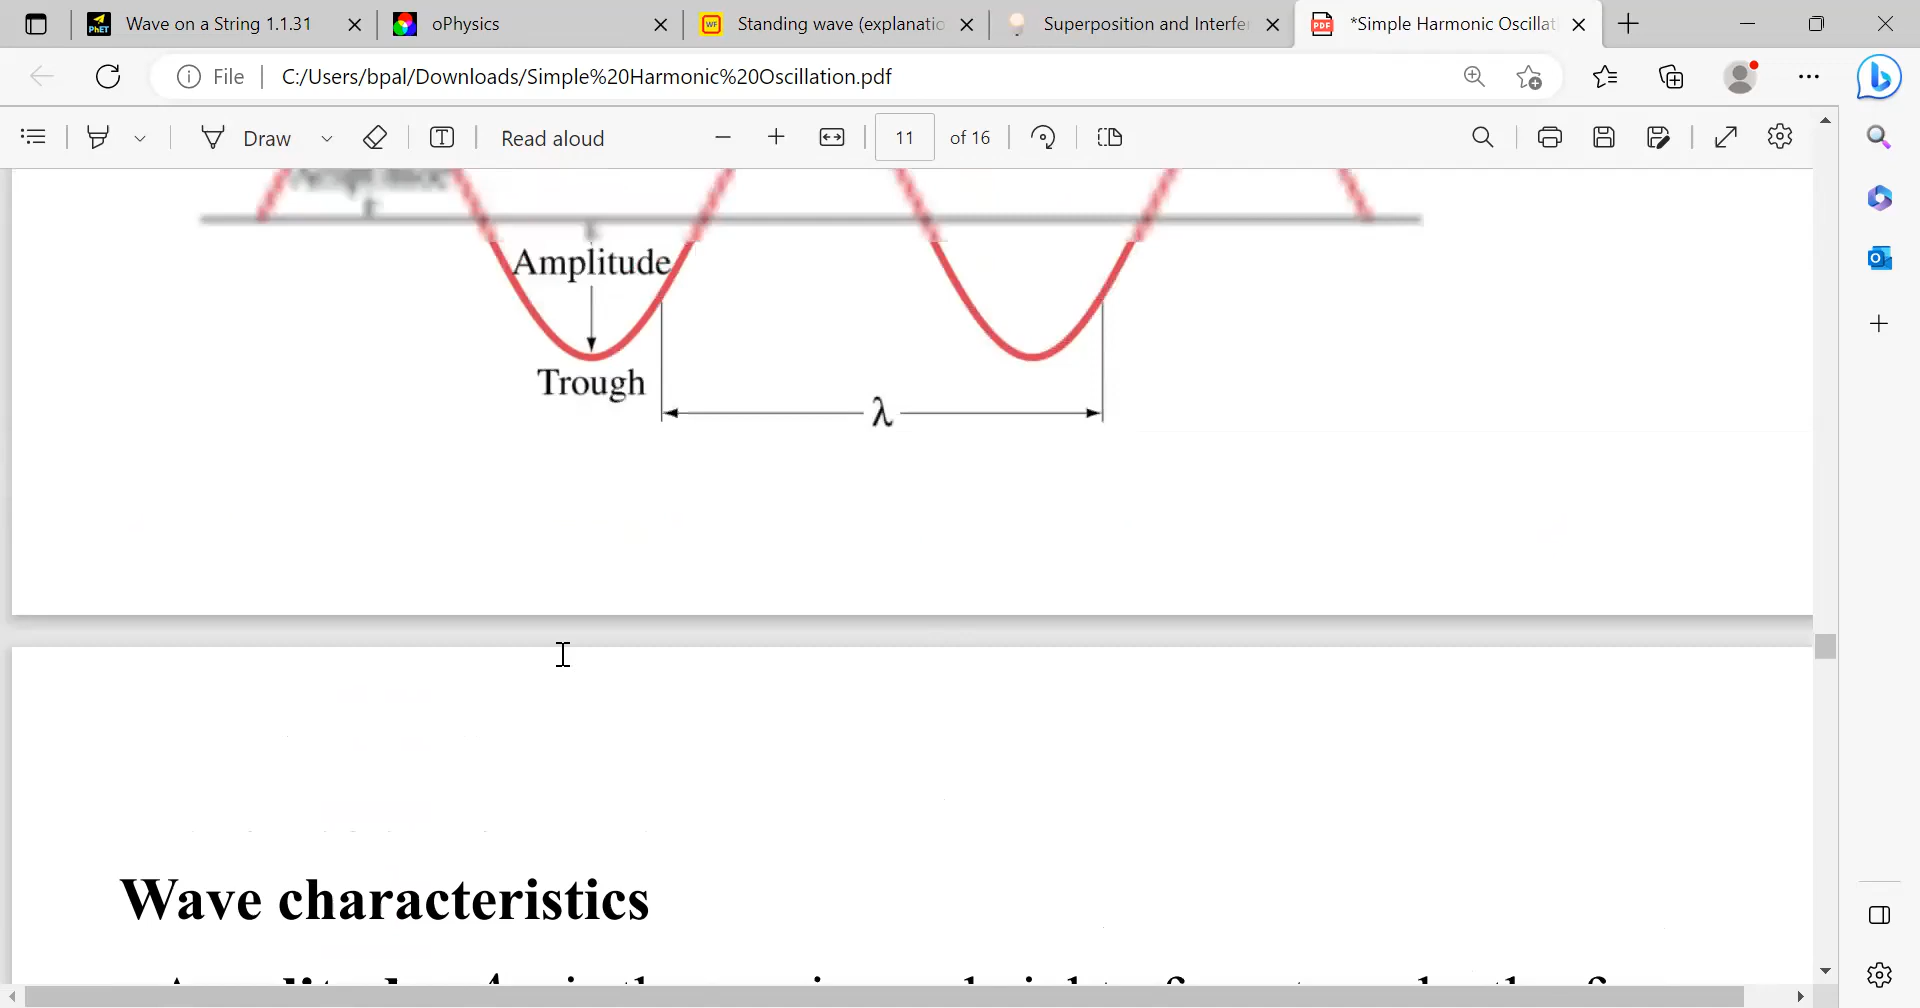 Wave on a String 1.1.31
oPhysics
Standing wave (explanatio
Superposition and Interfer
*Simple Harmonic Oscillat
File
C:/Users/bpal/Downloads/Simple%20Harmonic%20Oscillation.pdf
Draw
Read aloud
11
of 16
Amplitude
Trough
λ
Wave characteristics